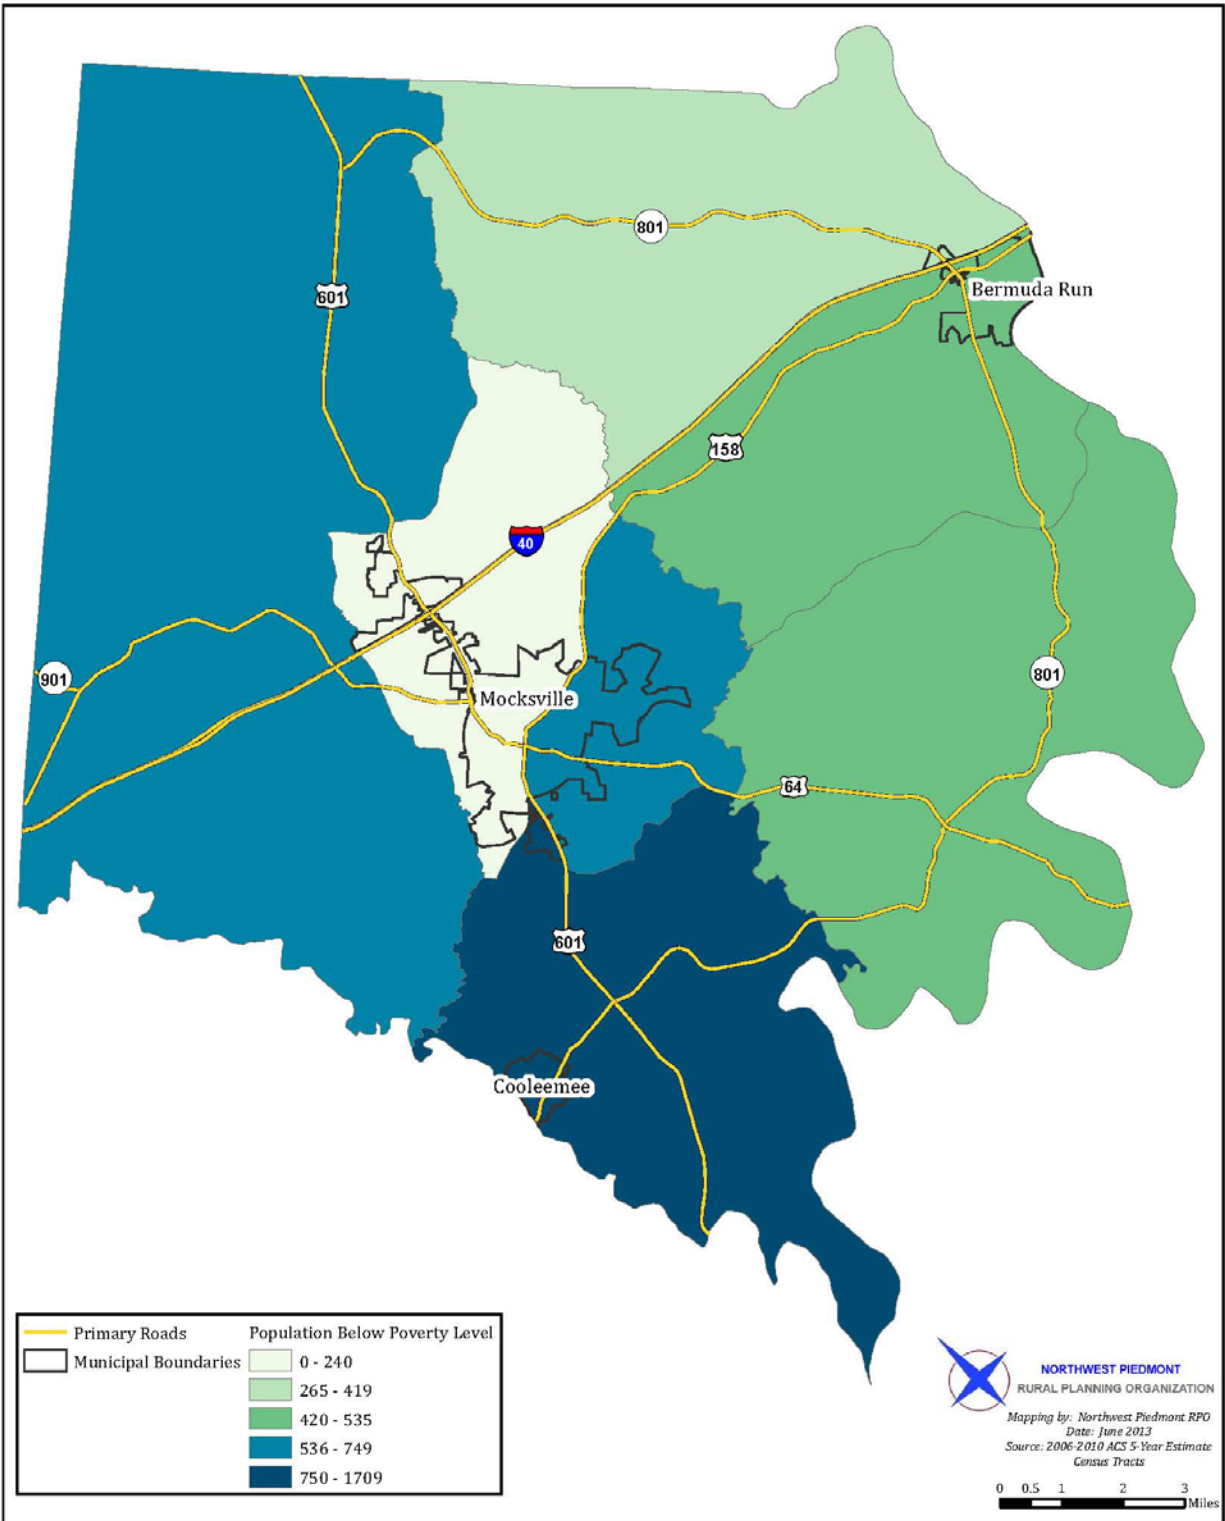 801
601
Bermuda Run
158
40
901
801
Mocksville
64
601
Cooleemee
Primary Roads
Municipal Boundaries
Population Below Poverty Level
0 - 240
265 - 419
420 - 535
536 - 749
750 - 1709
NORTHWEST PIEDMONT
RURAL PLANNING ORGANIZATION
Mapping by: Northwest Piedmont RPO
Date: June 2013
Source: 2006-2010 ACS 5-Year Estimate
Census Tracts
0 0.5 1 2 3
Miles